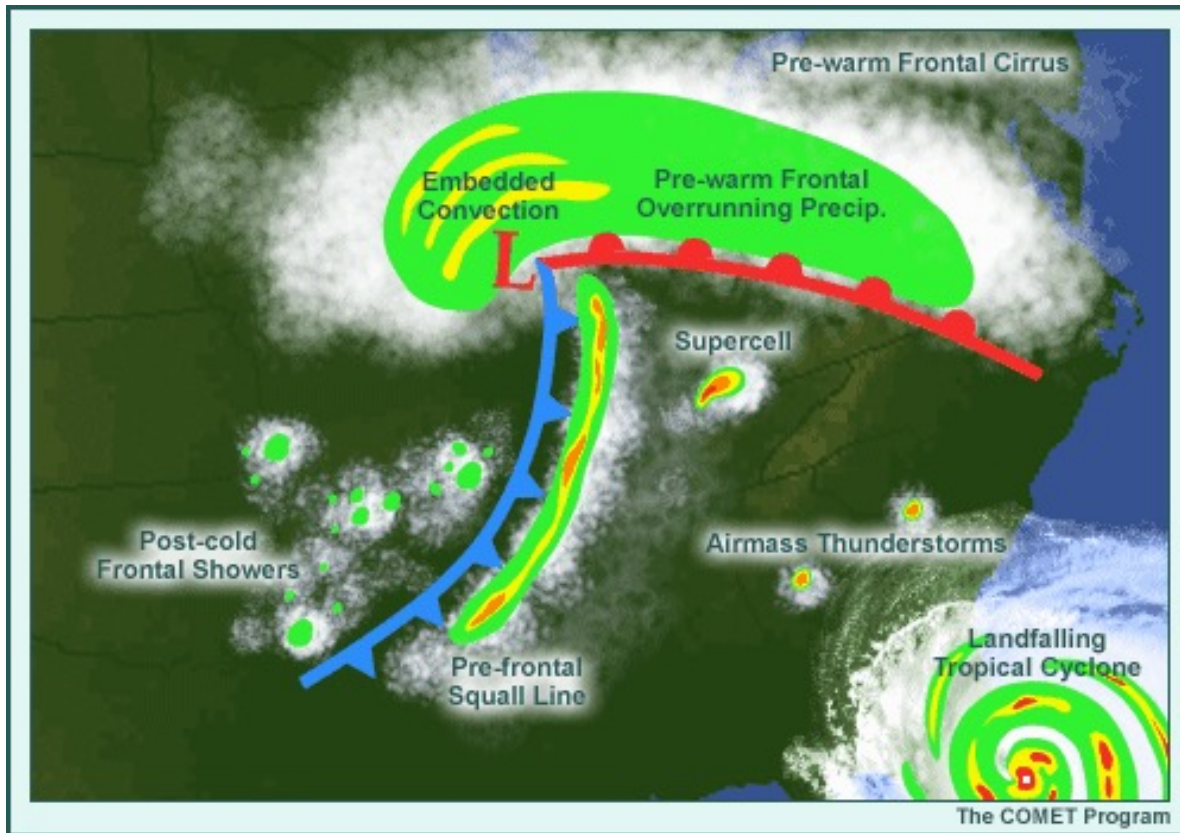 Pre-warm Frontal Cirrus
Embedded
Convection
Pre-warm Frontal
Overrunning Precip.
L
Supercell
Post-cold
Frontal Showers
Airmass Thunderstorms
Pre-frontal
Squall Line
Landfalling
Tropical Cyclone
The COMET Program